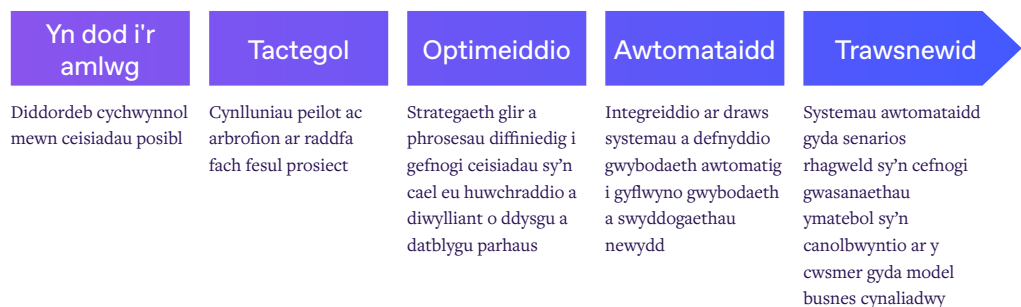 Yn dod i'r
amlwg
Diddordeb cychwynnol
mewn ceisiadau posibl
Tactegol
Cynlluniau peilot ac
arbrofion ar raddfa
fach fesul prosiect
Optimeiddio
Strategaeth glir a
phrosesau diffiniedig i
gefnogi ceisiadau sy’n
cael eu huwchraddio a
diwylliant o ddysgu a
datblygu parhaus
Awtomataidd
Integreiddio ar draws
systemau a defnyddio
gwybodaeth awtomatig
i gyflwyno gwybodaeth
a swyddogaethau
newydd
Trawsnewid
Systemau awtomataidd
gyda senarios
rhagweld sy’n cefnogi
gwasanaethau
ymatebol sy’n
canolbwyntio ar y
cwsmer gyda model
busnes cynaliadwy